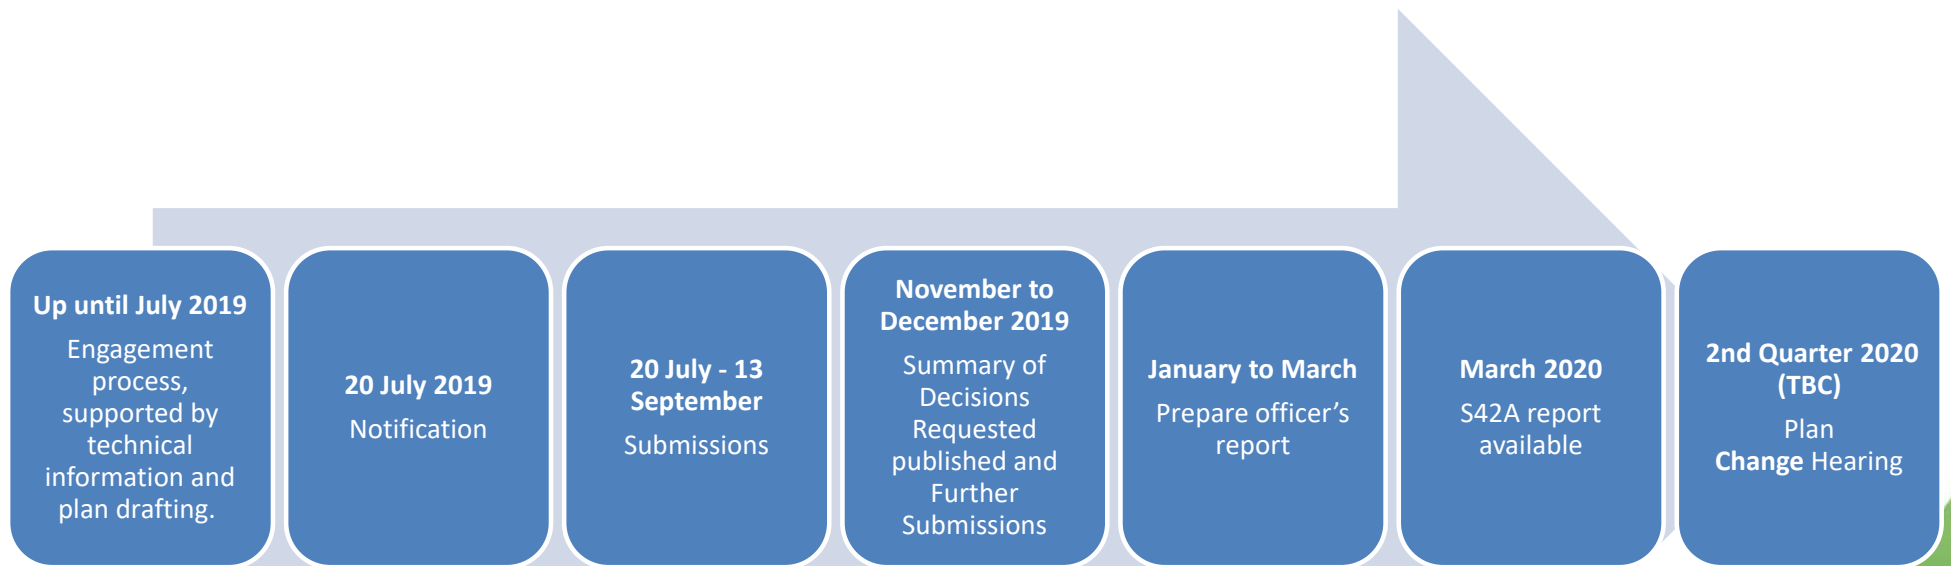 Up until July 2019
Engagement
process,
supported by
technical
information and
plan drafting.
20 July 2019
Notification
20 July - 13
September
Submissions
November to
December 2019
Summary of
Decisions
Requested
published and
Further
Submissions
January to March
Prepare officer’s
report
March 2020
S42A report
available
2nd Quarter 2020
(TBC)
Plan
Change Hearing